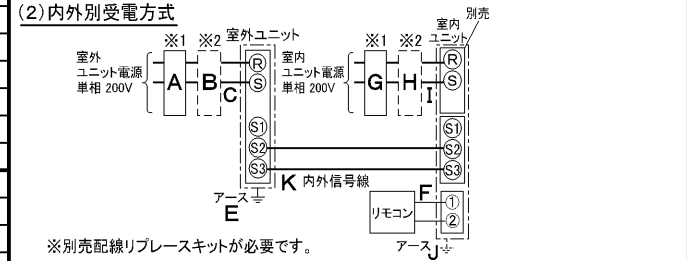 (2)内外別受電方式
別売
※1 ※2 室外ユニット
※1 ※2 室内ユニット
室外
ユニット電源
単相 200V
A B C
R
S
S1
S2
S3
室内
ユニット電源
単相 200V
G H I
R
S
S1
S2
S3
K 内外信号線
アース
E
リモコン
F
①
②
アース
J
※別売配線リプレースキットが必要です。